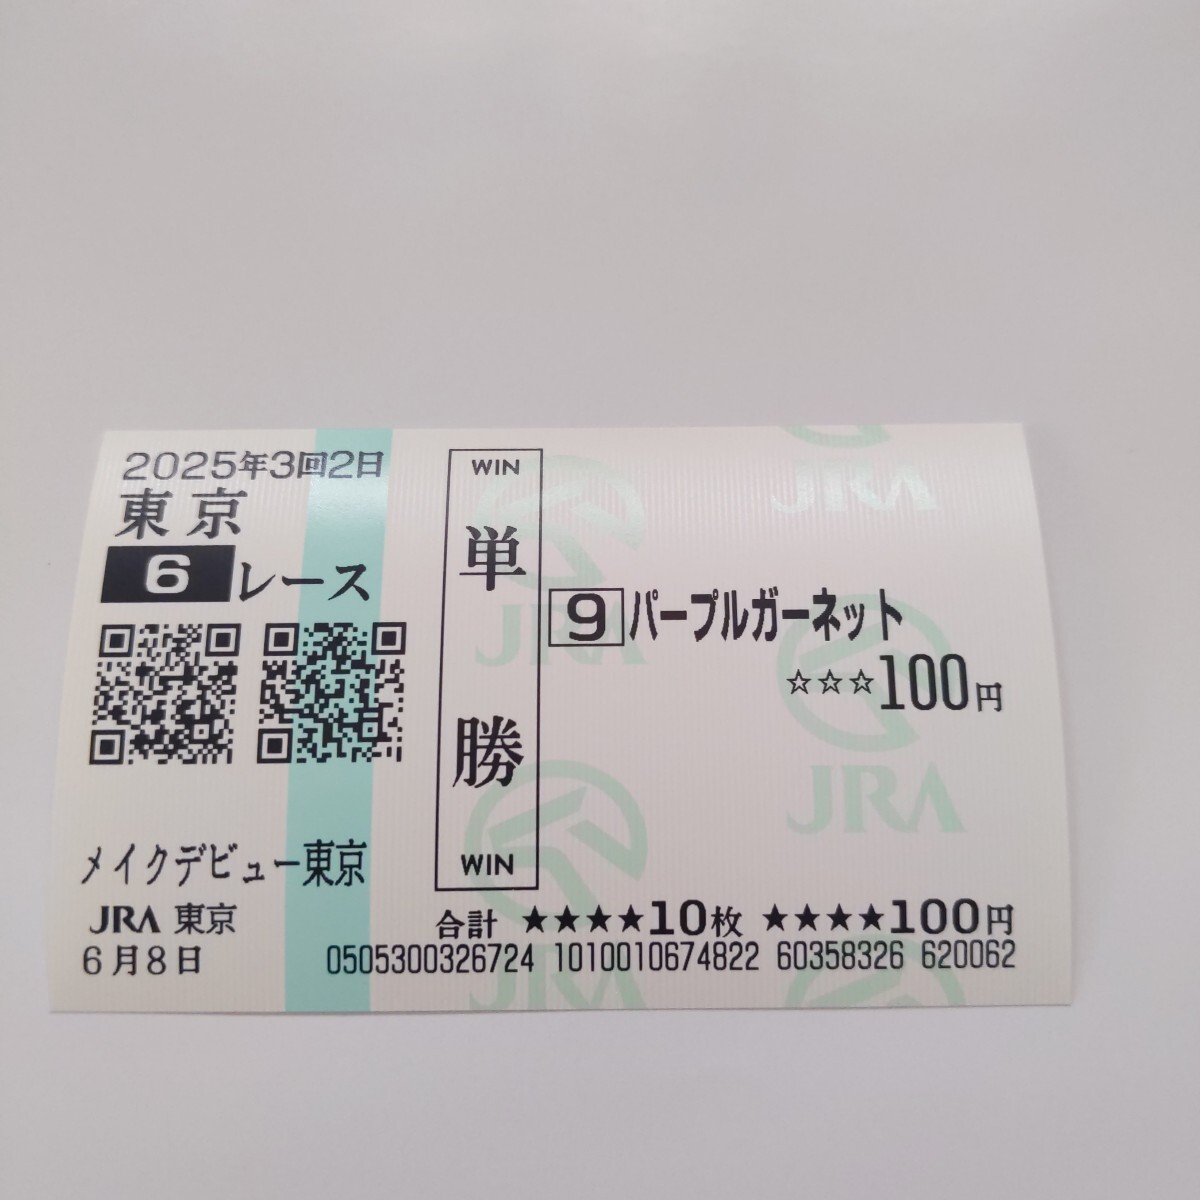 2025年3回2日
東京
6レース
メイクデビュー東京
JRA 東京
6月8日
WIN
単勝
WIN
9 パープルガーネット
☆☆☆100円
合計 ★★★★10枚 ★★★★100円
0505300326724 1010010674822 60358326 620062
JRA
JRA
JRA
JRA